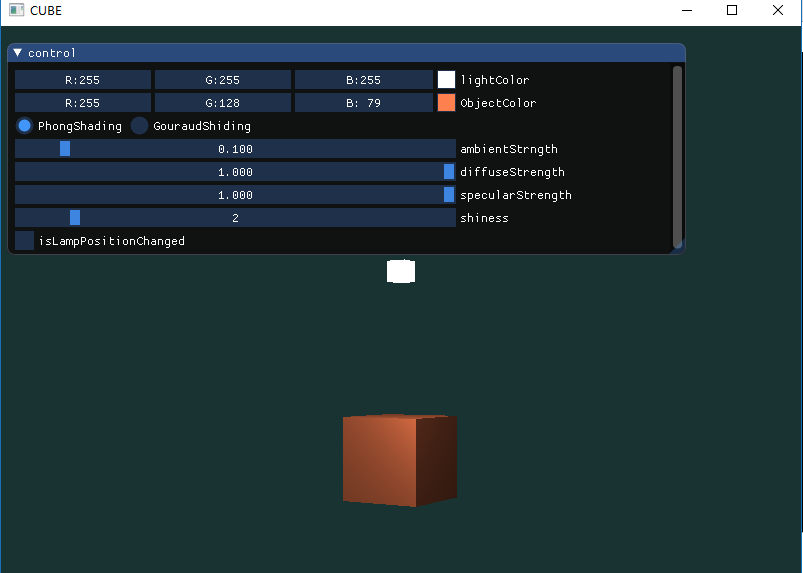 CUBE
control
R:255 G:255 B:255 lightColor
R:255 G:128 B: 79 ObjectColor
PhongShading GouraudShiding
0.100 ambientStrngth
1.000 diffuseStrength
1.000 specularStrength
2 shiness
isLampPositionChanged